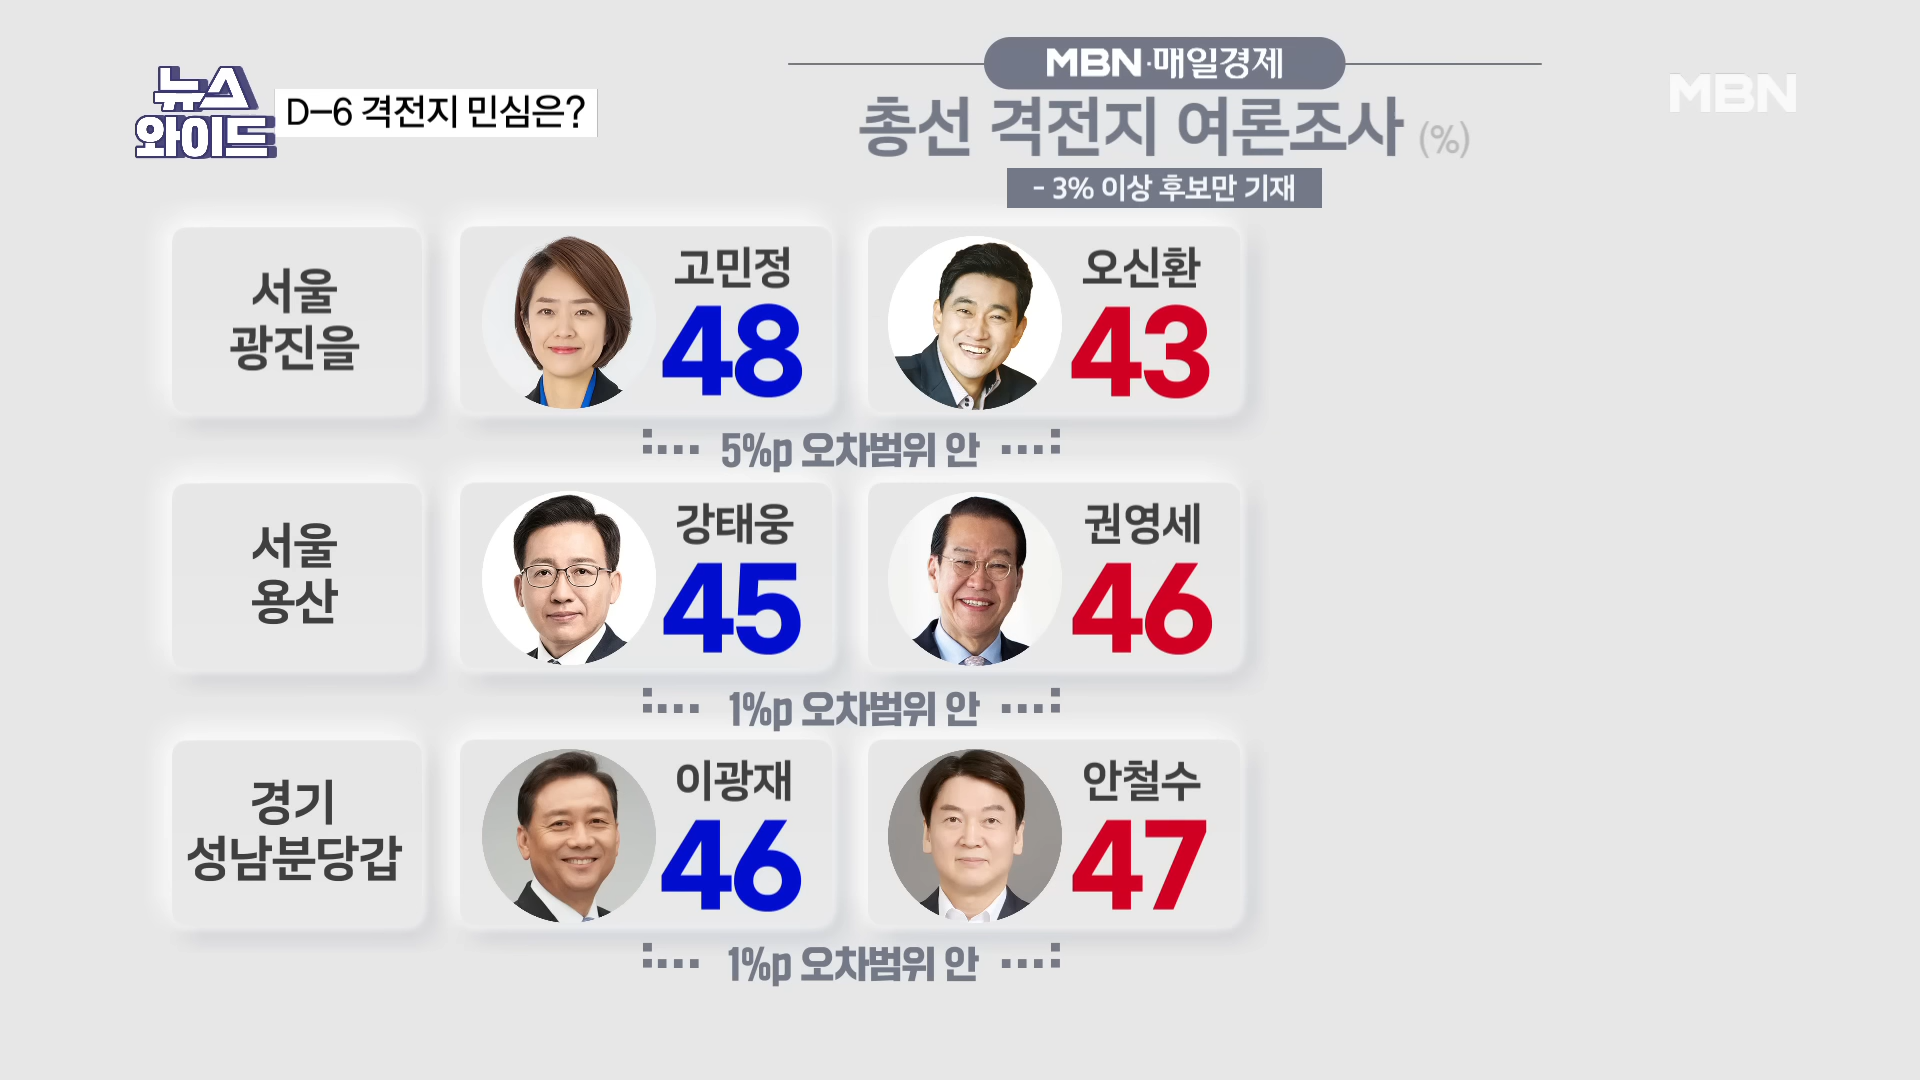 뉴스
와이드
D-6 격전지 민심은?
MBN·매일경제
총선 격전지 여론조사 (%)
- 3% 이상 후보만 기재
MBN
서울
광진을
고민정
48
오신환
43
5%p 오차범위 안
서울
용산
강태웅
45
권영세
46
1%p 오차범위 안
경기
성남분당갑
이광재
46
안철수
47
1%p 오차범위 안